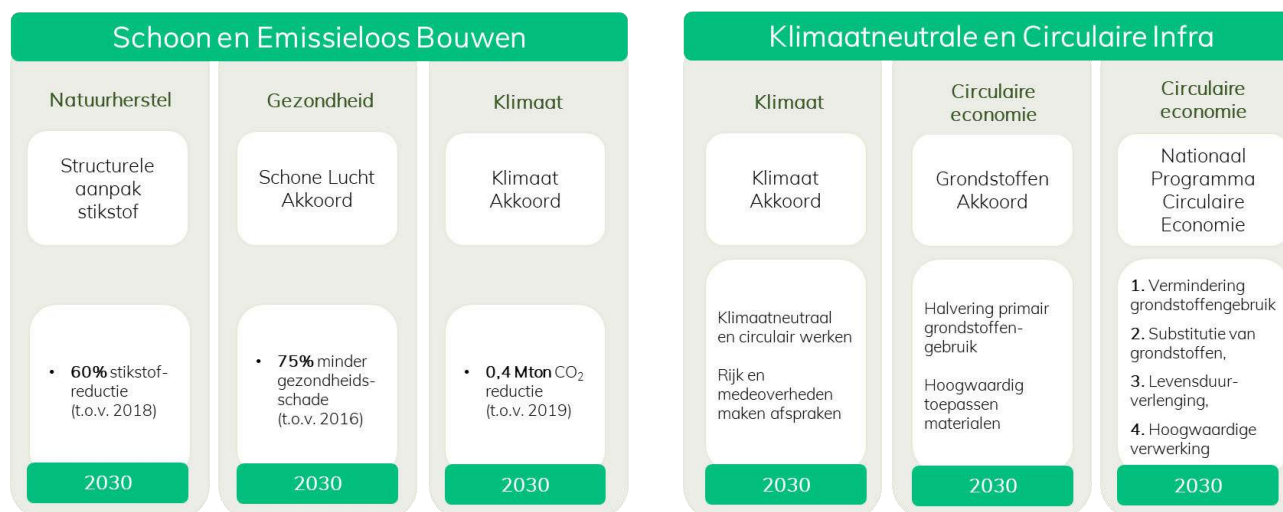 Schoon en Emissieloos Bouwen
Natuurherstel
Structurele
aanpak
stikstof
• 60% stikstof-
reductie
(t.o.v. 2018)
2030
Gezondheid
Schone Lucht
Akkoord
• 75% minder
gezondheids-
schade
(t.o.v. 2016)
2030
Klimaat
Klimaat
Akkoord
• 0,4 Mton CO₂
reductie
(t.o.v. 2019)
2030
Klimaatneutrale en Circulaire Infra
Klimaat
Klimaat
Akkoord
Klimaatneutraal
en circulair werken
Rijk en
medeoverheden
maken afspraken
2030
Circulaire
economie
Grondstoffen
Akkoord
Halvering primair
grondstoffen-
gebruik
Hoogwaardig
toepassen
materialen
2030
Circulaire
economie
Nationaal
Programma
Circulaire
Economie
1. Vermindering
grondstoffengebruik
2. Substitutie van
grondstoffen,
3. Levensduur-
verlenging,
4. Hoogwaardige
verwerking
2030